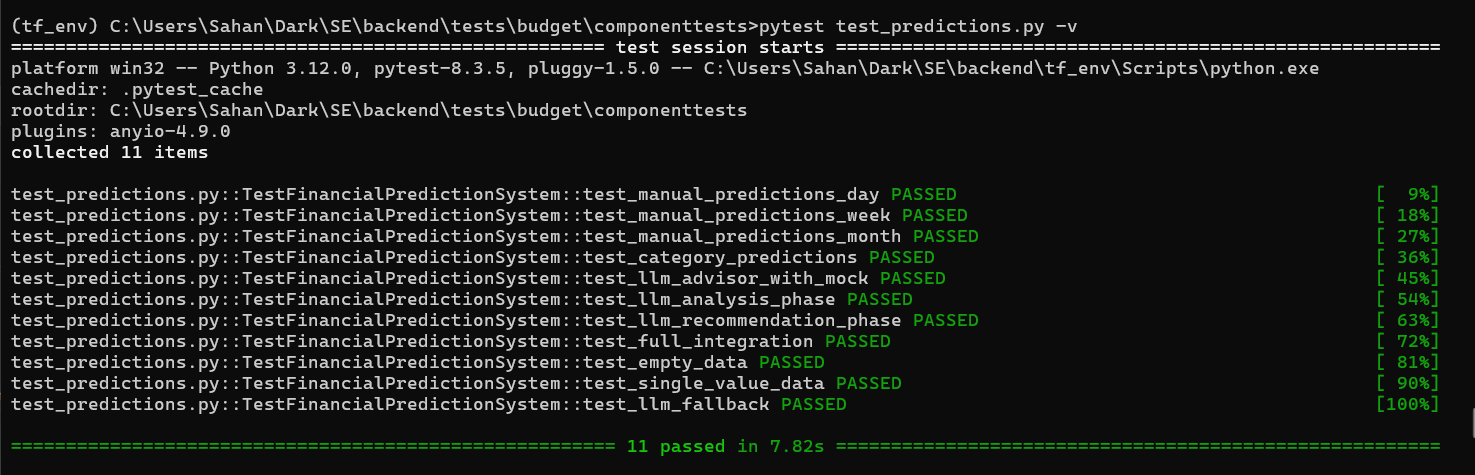 (tf_env) C:\Users\Sahan\Dark\SE\backend\tests\budget\componenttests>pytest test_predictions.py -v
====================================================== test session starts =======================================================
platform win32 -- Python 3.12.0, pytest-8.3.5, pluggy-1.5.0 -- C:\Users\Sahan\Dark\SE\backend\tf_env\Scripts\python.exe
cachedir: .pytest_cache
rootdir: C:\Users\Sahan\Dark\SE\backend\tests\budget\componenttests
plugins: anyio-4.9.0
collected 11 items
test_predictions.py::TestFinancialPredictionSystem::test_manual_predictions_day PASSED [  9%]
test_predictions.py::TestFinancialPredictionSystem::test_manual_predictions_week PASSED [ 18%]
test_predictions.py::TestFinancialPredictionSystem::test_manual_predictions_month PASSED [ 27%]
test_predictions.py::TestFinancialPredictionSystem::test_category_predictions PASSED [ 36%]
test_predictions.py::TestFinancialPredictionSystem::test_llm_advisor_with_mock PASSED [ 45%]
test_predictions.py::TestFinancialPredictionSystem::test_llm_analysis_phase PASSED [ 54%]
test_predictions.py::TestFinancialPredictionSystem::test_llm_recommendation_phase PASSED [ 63%]
test_predictions.py::TestFinancialPredictionSystem::test_full_integration PASSED [ 72%]
test_predictions.py::TestFinancialPredictionSystem::test_empty_data PASSED [ 81%]
test_predictions.py::TestFinancialPredictionSystem::test_single_value_data PASSED [ 90%]
test_predictions.py::TestFinancialPredictionSystem::test_llm_fallback PASSED [100%]
======================================================= 11 passed in 7.82s =======================================================